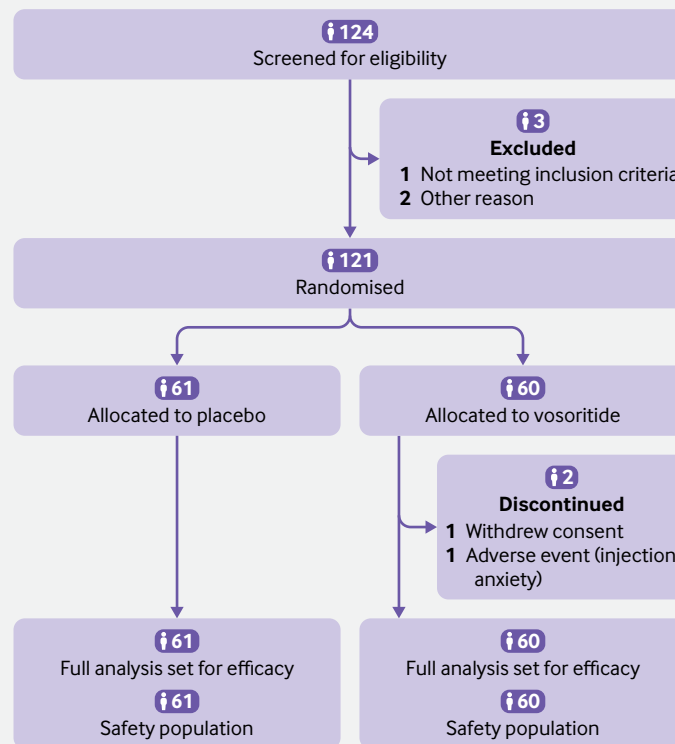 124
Screened for eligibility
3
Excluded
1 Not meeting inclusion criteria
2 Other reason
121
Randomised
61
Allocated to placebo
60
Allocated to vosoritide
2
Discontinued
1 Withdrew consent
1 Adverse event (injection
anxiety)
61
Full analysis set for efficacy
61
Safety population
60
Full analysis set for efficacy
60
Safety population